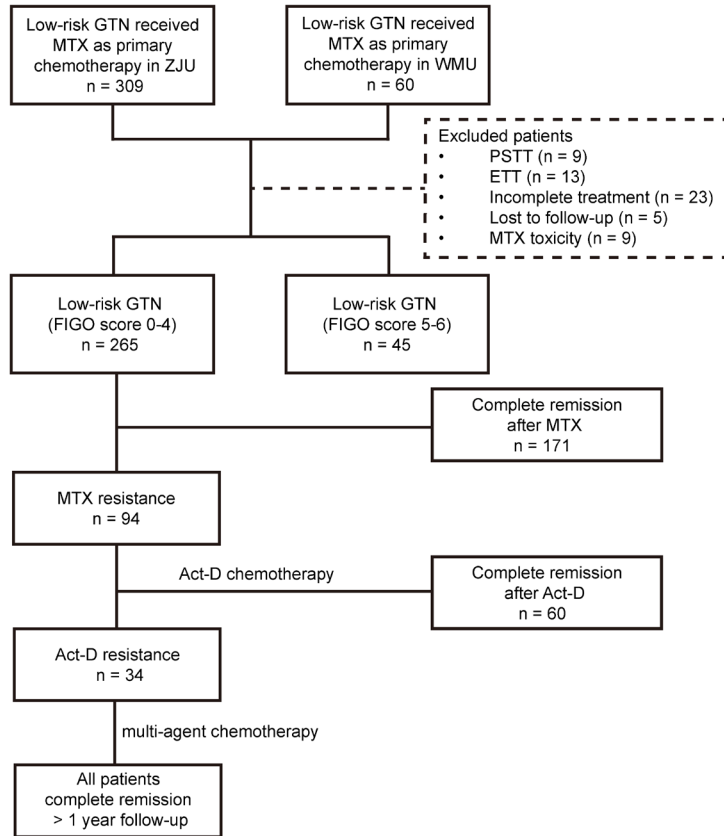 Low-risk GTN received
MTX as primary
chemotherapy in ZJU
n = 309
Low-risk GTN received
MTX as primary
chemotherapy in WMU
n = 60
Excluded patients
• PSTT (n = 9)
• ETT (n = 13)
• Incomplete treatment (n = 23)
• Lost to follow-up (n = 5)
• MTX toxicity (n = 9)
Low-risk GTN
(FIGO score 0-4)
n = 265
Low-risk GTN
(FIGO score 5-6)
n = 45
Complete remission
after MTX
n = 171
MTX resistance
n = 94
Act-D chemotherapy
Complete remission
after Act-D
n = 60
Act-D resistance
n = 34
multi-agent chemotherapy
All patients
complete remission
> 1 year follow-up